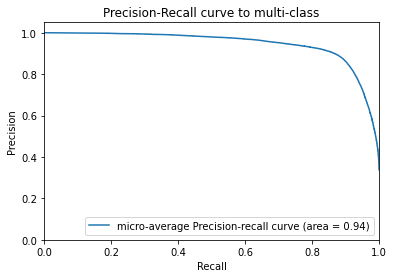 Precision-Recall curve to multi-class
Precision
1.0
0.8
0.6
0.4
0.2
0.0
micro-average Precision-recall curve (area = 0.94)
0.0 0.2 0.4 0.6 0.8 1.0
Recall